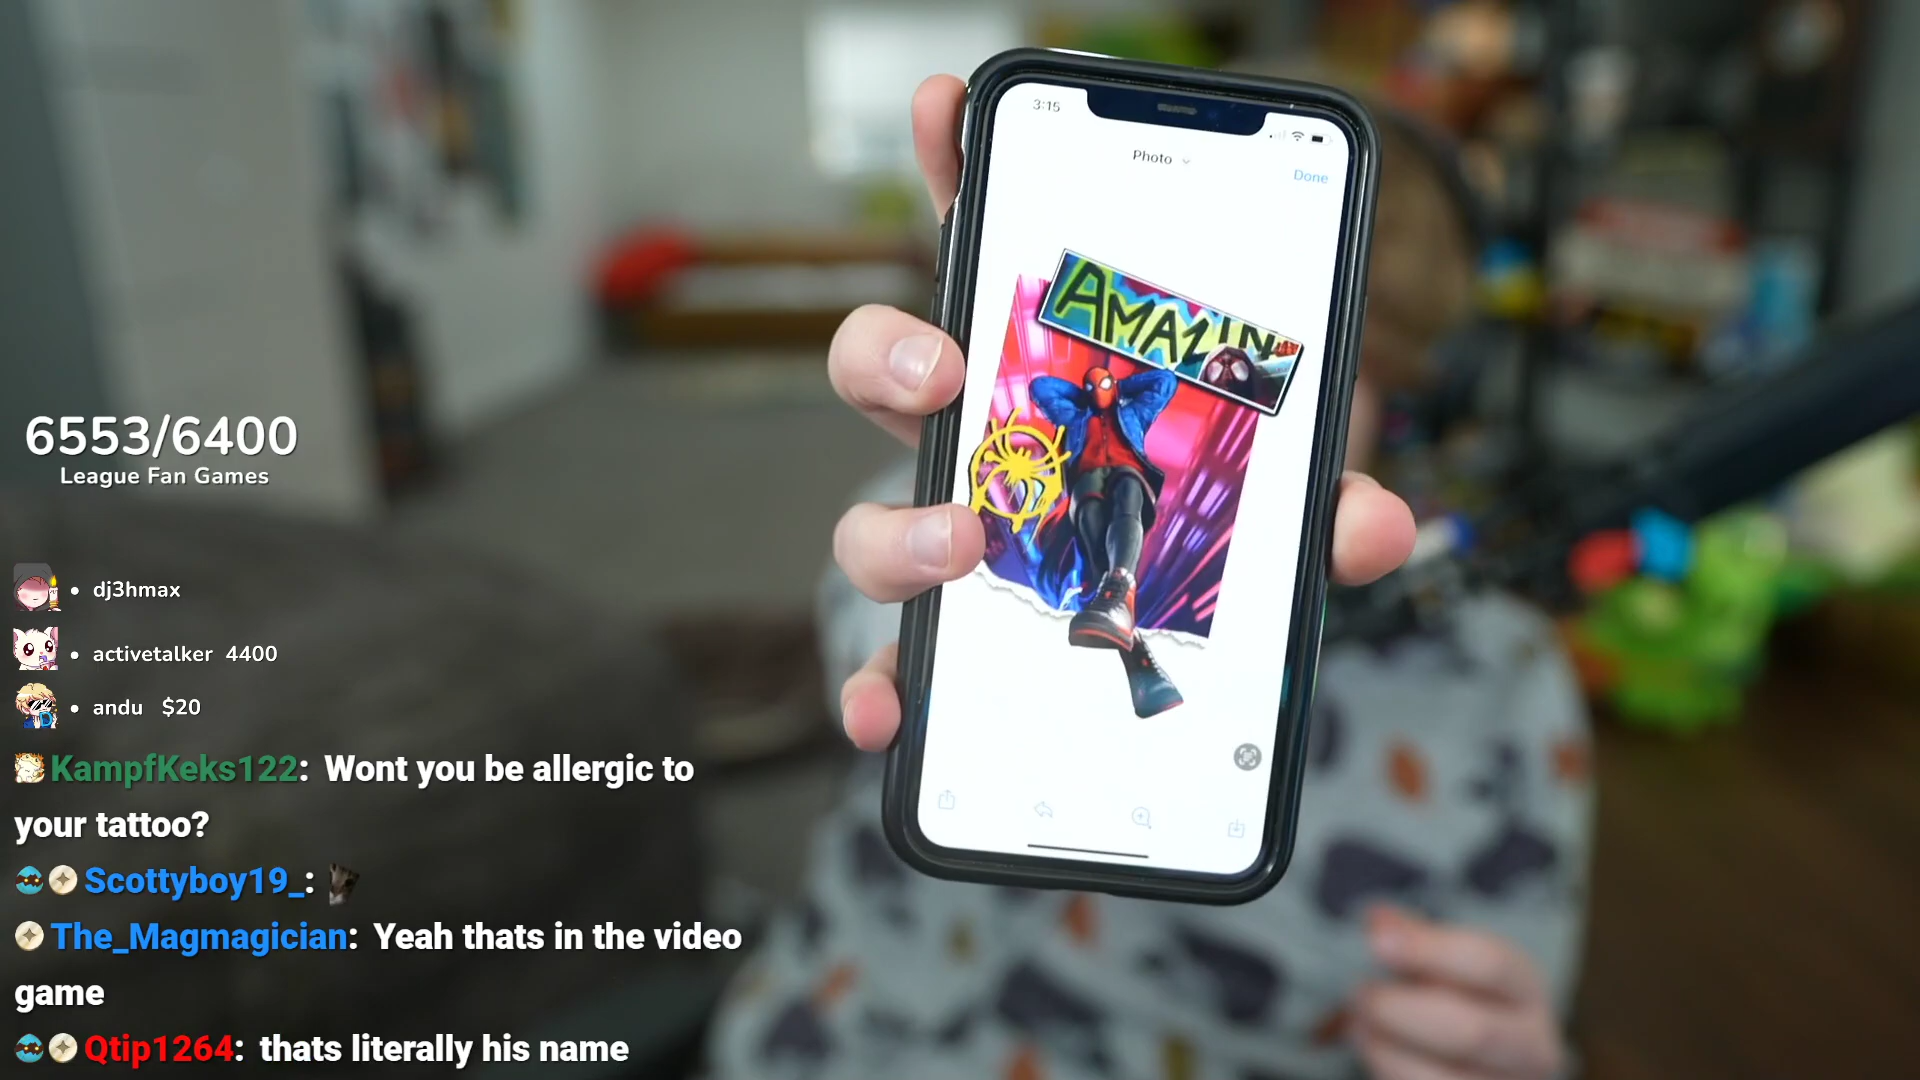 3:15
Photo
Done
AMAZIN
6553/6400
League Fan Games
• dj3hmax
• activetalker 4400
• andu $20
KampfKeks122: Wont you be allergic to
your tattoo?
Scottyboy19_:
The_Magmagician: Yeah thats in the video
game
Qtip1264: thats literally his name